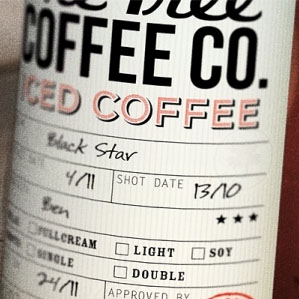 COFFEE CO.
ICED COFFEE
Black Star
DATE 4/11 SHOT DATE 13/10
Ben ★★★
FULLCREAM LIGHT SOY
SINGLE DOUBLE
24/11 APPROVED BY